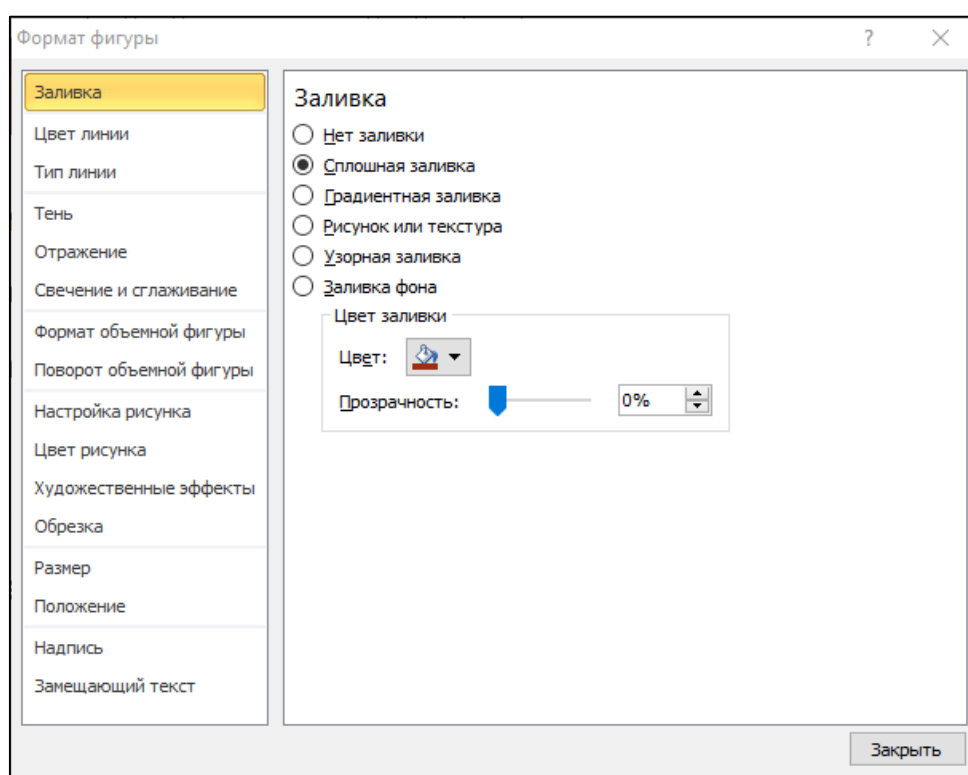 Формат фигуры
?
Заливка
Цвет линии
Тип линии
Тень
Отражение
Свечение и сглаживание
Формат объемной фигуры
Поворот объемной фигуры
Настройка рисунка
Цвет рисунка
Художественные эффекты
Обрезка
Размер
Положение
Надпись
Замещающий текст
Заливка
Нет заливки
Сплошная заливка
Градиентная заливка
Рисунок или текстура
Узорная заливка
Заливка фона
Цвет заливки
Цвет:
Прозрачность: 0%
Закрыть